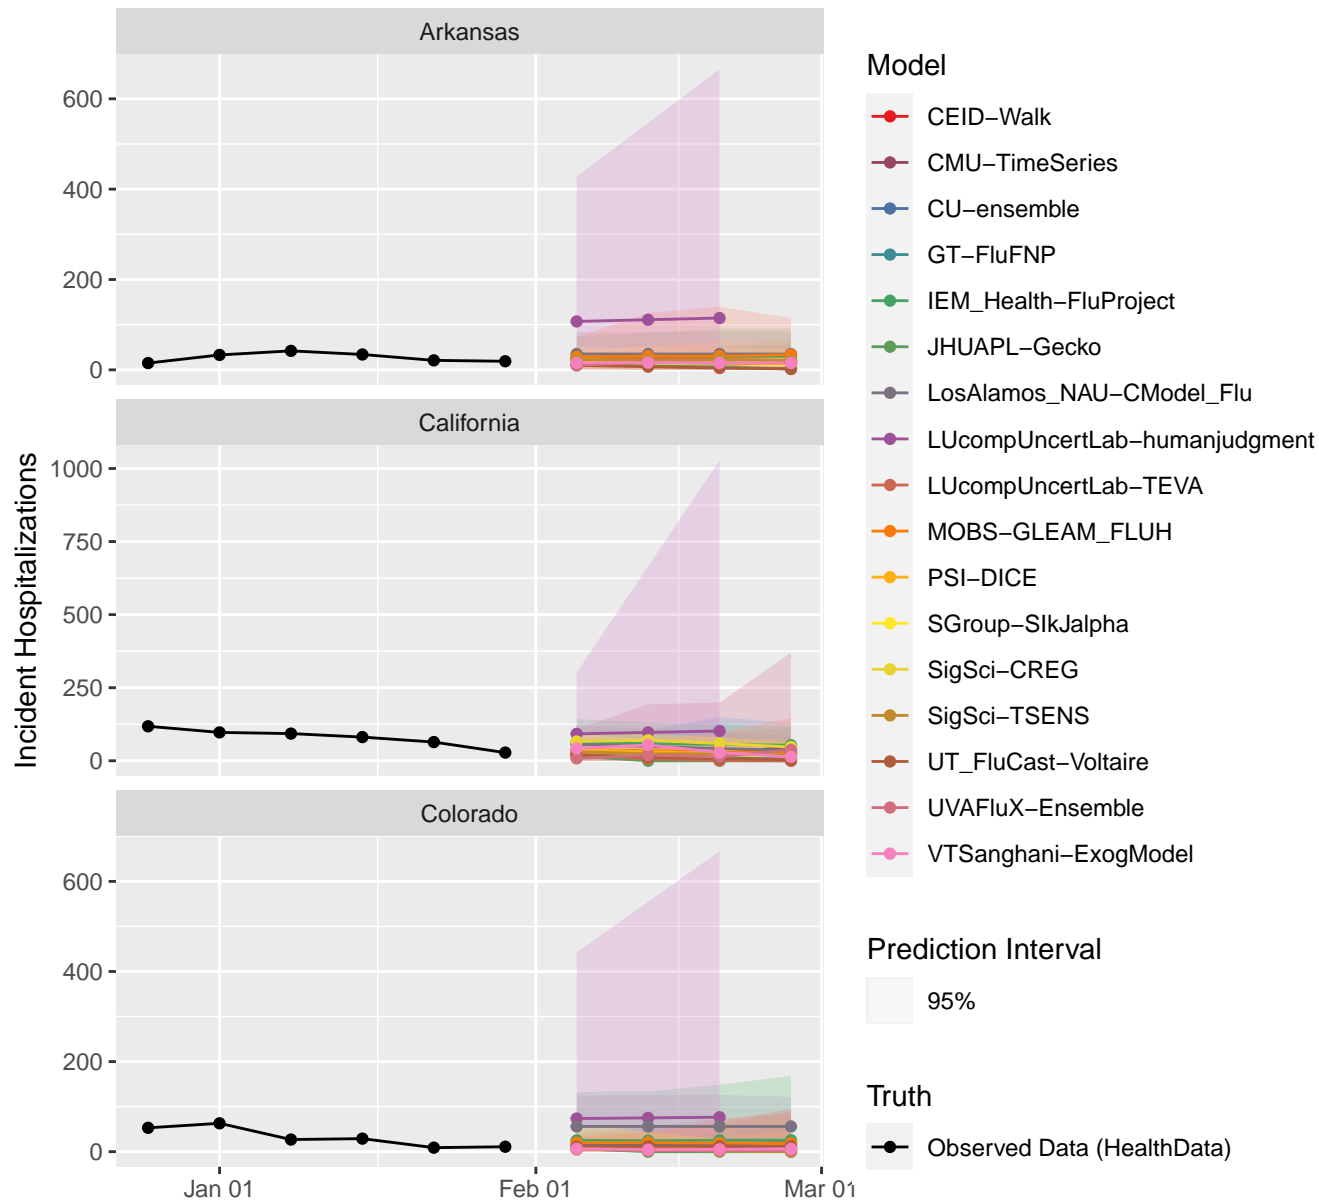 Arkansas
600
400
200
0
California
1000
750
500
250
0
Colorado
600
400
200
0
Jan 01
Feb 01
Mar 01
Incident Hospitalizations
Model
CEID−Walk
CMU−TimeSeries
CU−ensemble
GT−FluFNP
IEM_Health−FluProject
JHUAPL−Gecko
LosAlamos_NAU−CModel_Flu
LUcompUncertLab−humanjudgment
LUcompUncertLab−TEVA
MOBS−GLEAM_FLUH
PSI−DICE
SGroup−SIkJalpha
SigSci−CREG
SigSci−TSENS
UT_FluCast−Voltaire
UVAFluX−Ensemble
VTSanghani−ExogModel
Prediction Interval
95%
Truth
Observed Data (HealthData)